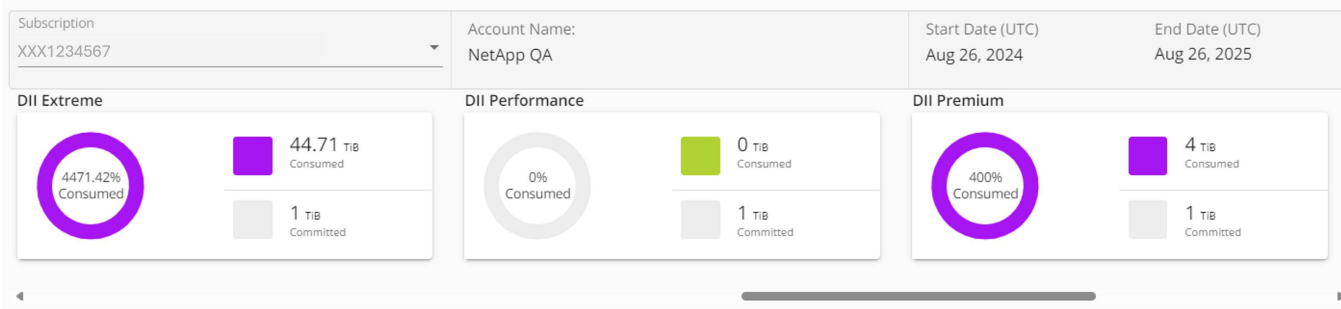 Subscription
XXX1234567
Account Name:
NetApp QA
Start Date (UTC)
Aug 26, 2024
End Date (UTC)
Aug 26, 2025
DII Extreme
4471.42%
Consumed
44.71 TiB
Consumed
1 TiB
Committed
DII Performance
0%
Consumed
0 TiB
Consumed
1 TiB
Committed
DII Premium
400%
Consumed
4 TiB
Consumed
1 TiB
Committed